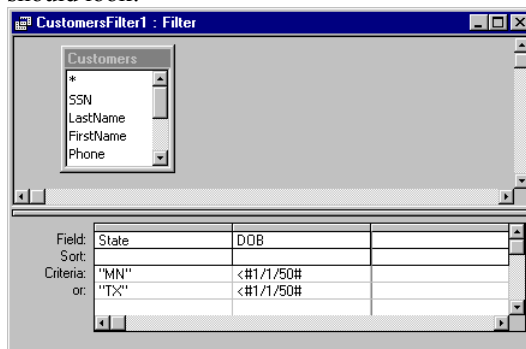 should look:
CustomersFilter1 : Filter
Customers
*
SSN
LastName
FirstName
Phone
Field: State DOB
Sort:
Criteria: "MN" <#1/1/50#
or: "TX" <#1/1/50#